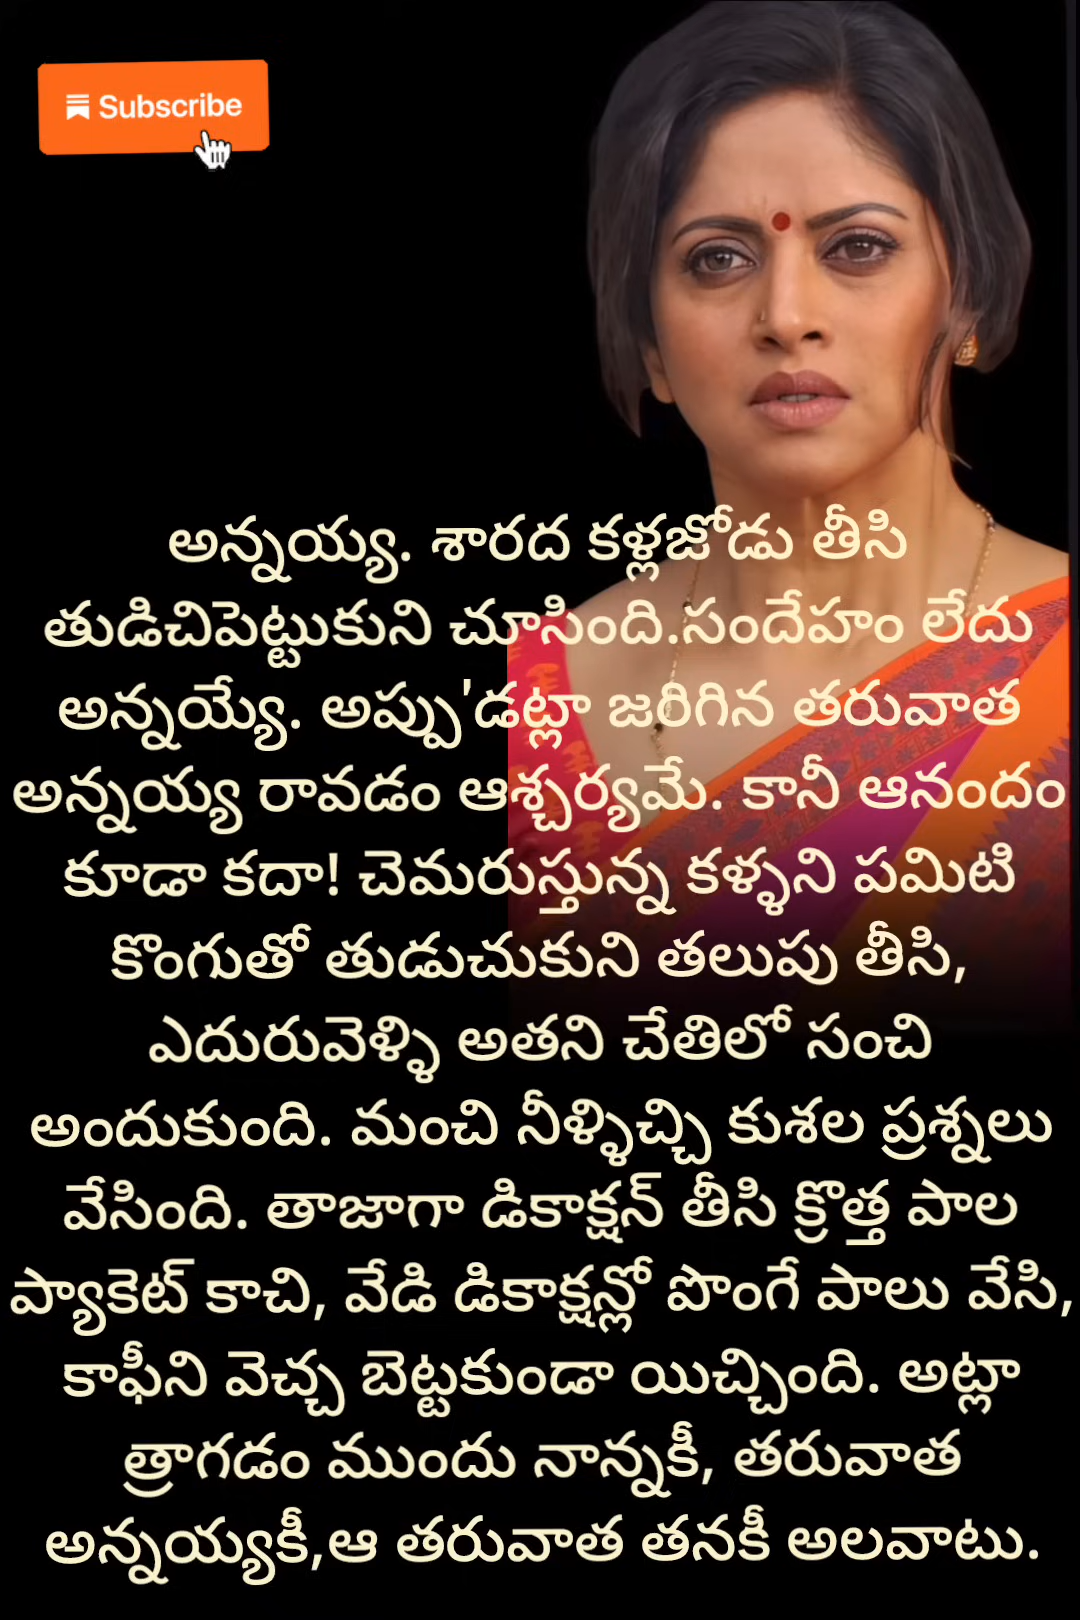 Subscribe
అన్నయ్య. శారద కళ్లజోడు తీసి
తుడిచిపెట్టుకుని చూసింది.సందేహం లేదు
అన్నయ్యే. అప్పు'డట్లా జరిగిన తరువాత
అన్నయ్య రావడం ఆశ్చర్యమే. కానీ ఆనందం
కూడా కదా! చెమరుస్తున్న కళ్ళని పమిటి
కొంగుతో తుడుచుకుని తలుపు తీసి,
ఎదురువెళ్ళి అతని చేతిలో సంచి
అందుకుంది. మంచి నీళ్ళిచ్చి కుశల ప్రశ్నలు
వేసింది. తాజాగా డికాక్షన్ తీసి క్రొత్త పాల
ప్యాకెట్ కాచి, వేడి డికాక్షన్లో పొంగే పాలు వేసి,
కాఫీని వెచ్చ బెట్టకుండా యిచ్చింది. అట్లా
త్రాగడం ముందు నాన్నకీ, తరువాత
అన్నయ్యకీ,ఆ తరువాత తనకీ అలవాటు.